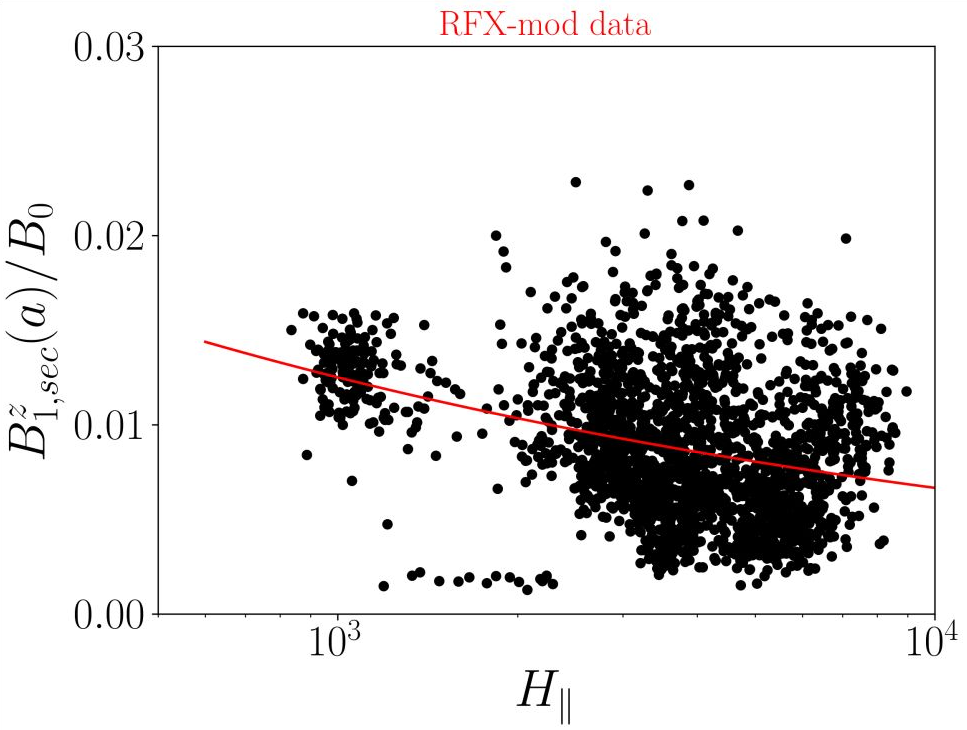 RFX-mod data
0.03
0.02
0.01
0.00
B^z_{1,sec}(a)/B_0
10^3
10^4
H_∥